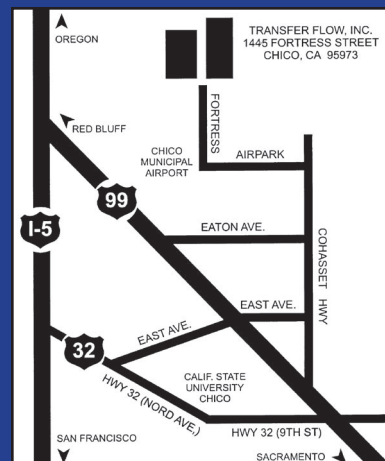 OREGON
TRANSFER FLOW, INC.
1445 FORTRESS STREET
CHICO, CA 95973
RED BLUFF
FORTRESS
CHICO
MUNICIPAL
AIRPORT
AIRPARK
99
I-5
EATON AVE.
COHASSET HWY
EAST AVE.
EAST AVE.
32
HWY 32 (NORD AVE.)
CALIF. STATE
UNIVERSITY
CHICO
HWY 32 (9TH ST)
SAN FRANCISCO
SACRAMENTO